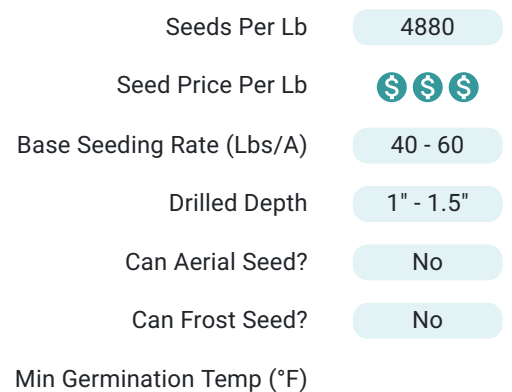 Seeds Per Lb 4880
Seed Price Per Lb $ $ $
Base Seeding Rate (Lbs/A) 40 - 60
Drilled Depth 1" - 1.5"
Can Aerial Seed? No
Can Frost Seed? No
Min Germination Temp (°F)